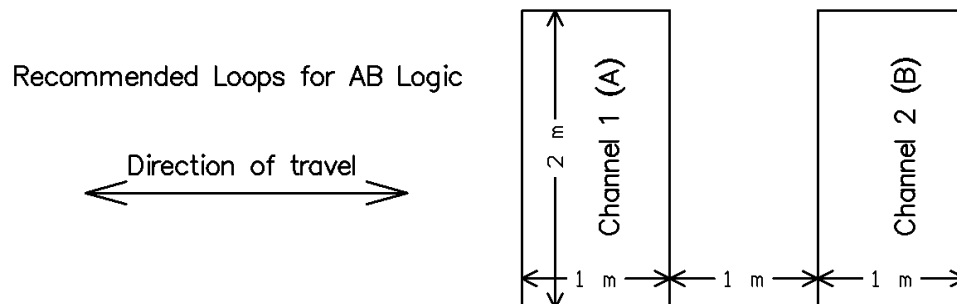 Recommended Loops for AB Logic
Direction of travel
Channel 1 (A)
2 m
Channel 2 (B)
1 m
1 m
1 m